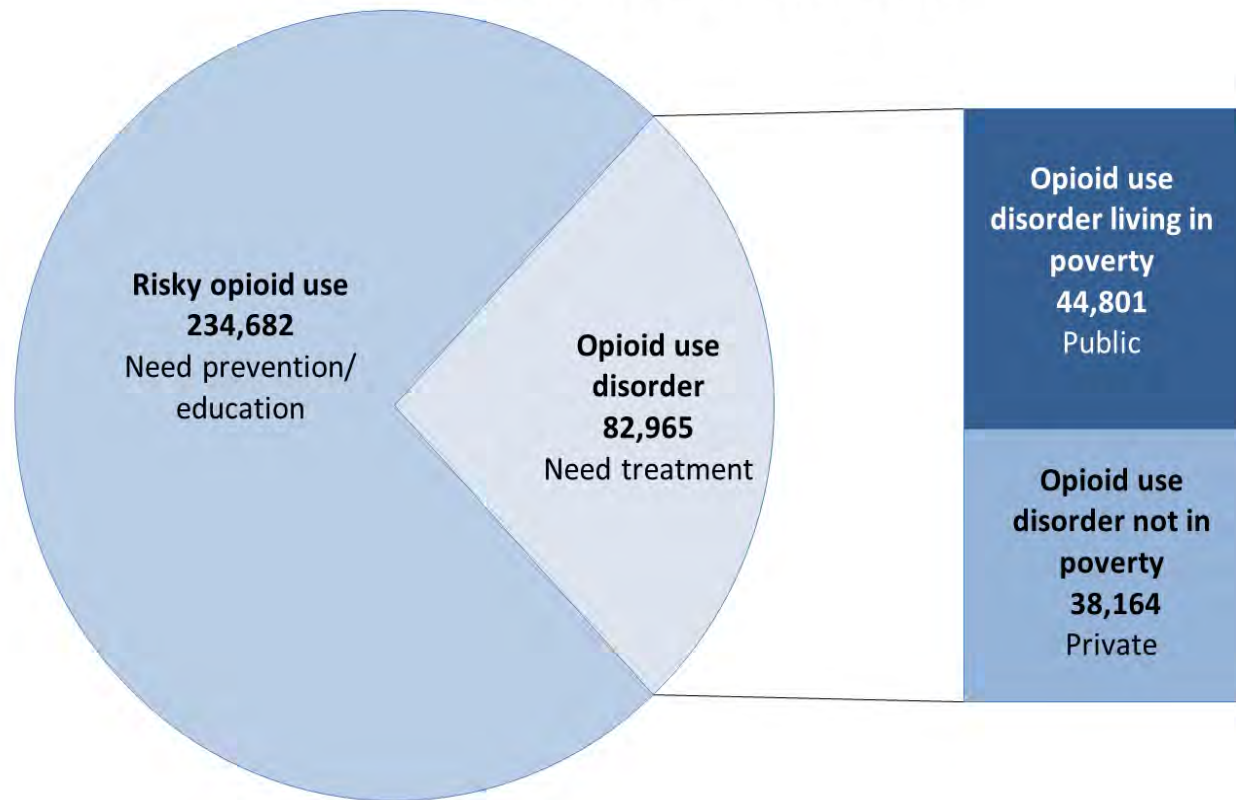 Risky opioid use
234,682
Need prevention/
education
Opioid use
disorder
82,965
Need treatment
Opioid use
disorder living in
poverty
44,801
Public
Opioid use
disorder not in
poverty
38,164
Private